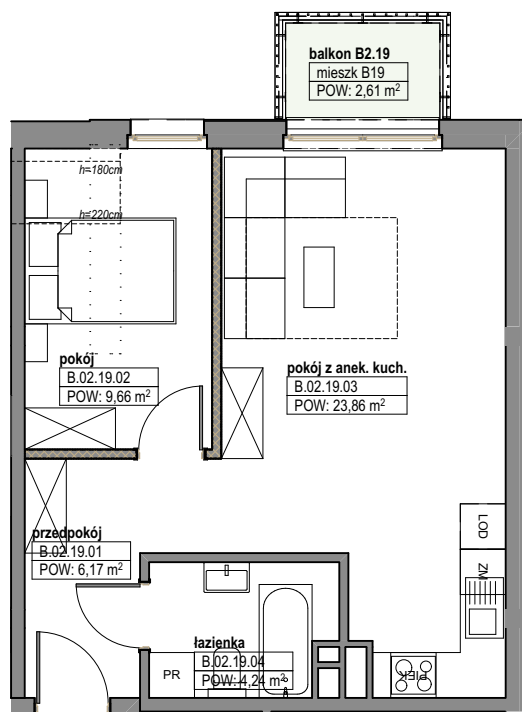 balkon B2.19
mieszk B19
POW: 2,61 m²
h=180cm
h=220cm
pokój
B.02.19.02
POW: 9,66 m²
pokój z anek. kuch.
B.02.19.03
POW: 23,86 m²
przedpokój
B.02.19.01
POW: 6,17 m²
LOD
ZM
łazienka
B.02.19.04
POW: 4,24 m²
PR
PIEK